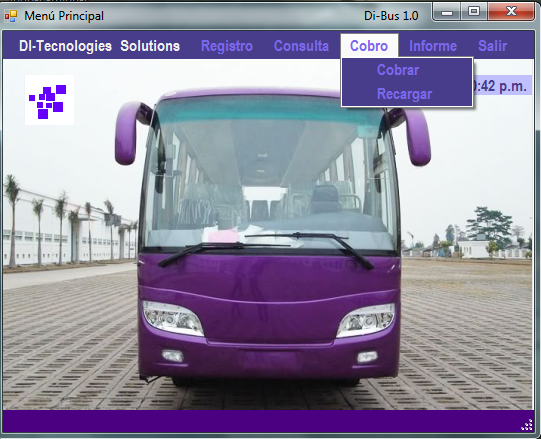 Menú Principal Di-Bus 1.0
DI-Tecnologies Solutions Registro Consulta Cobro Informe Salir
Cobrar
:42 p.m.
Recargar